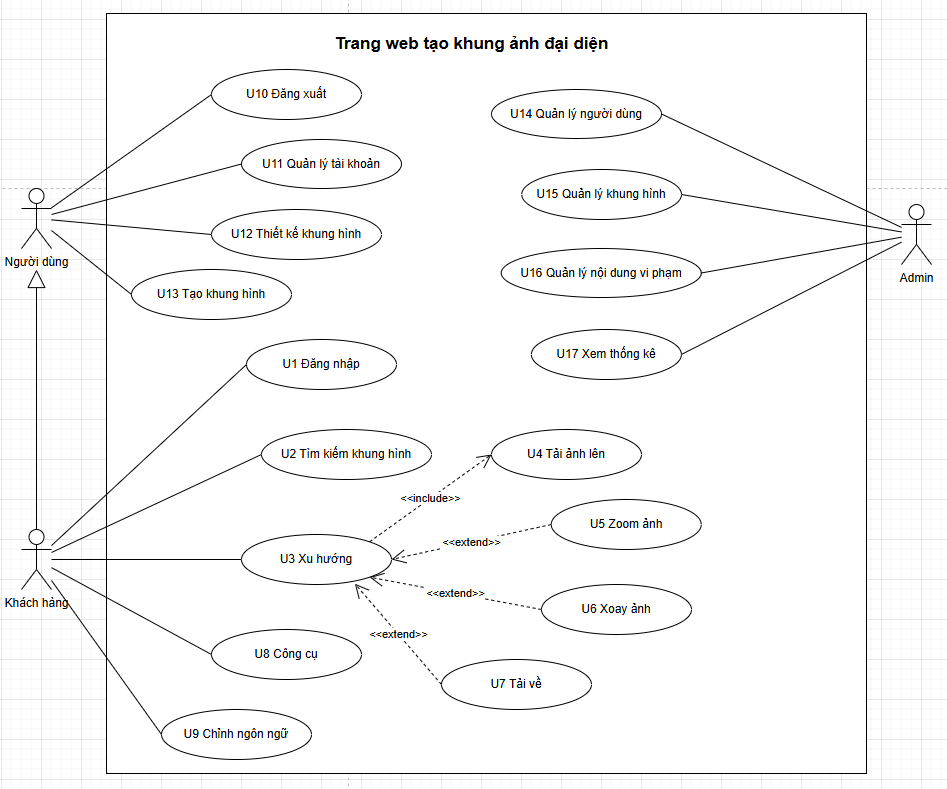 Trang web tạo khung ảnh đại diện
U10 Đăng xuất
U11 Quản lý tài khoản
U12 Thiết kế khung hình
U13 Tạo khung hình
Người dùng
U14 Quản lý người dùng
U15 Quản lý khung hình
U16 Quản lý nội dung vi phạm
U17 Xem thống kê
Admin
U1 Đăng nhập
U2 Tìm kiếm khung hình
U3 Xu hướng
U4 Tải ảnh lên
<<include>>
U5 Zoom ảnh
<<extend>>
U6 Xoay ảnh
<<extend>>
U7 Tải về
<<extend>>
Khách hàng
U8 Công cụ
U9 Chỉnh ngôn ngữ